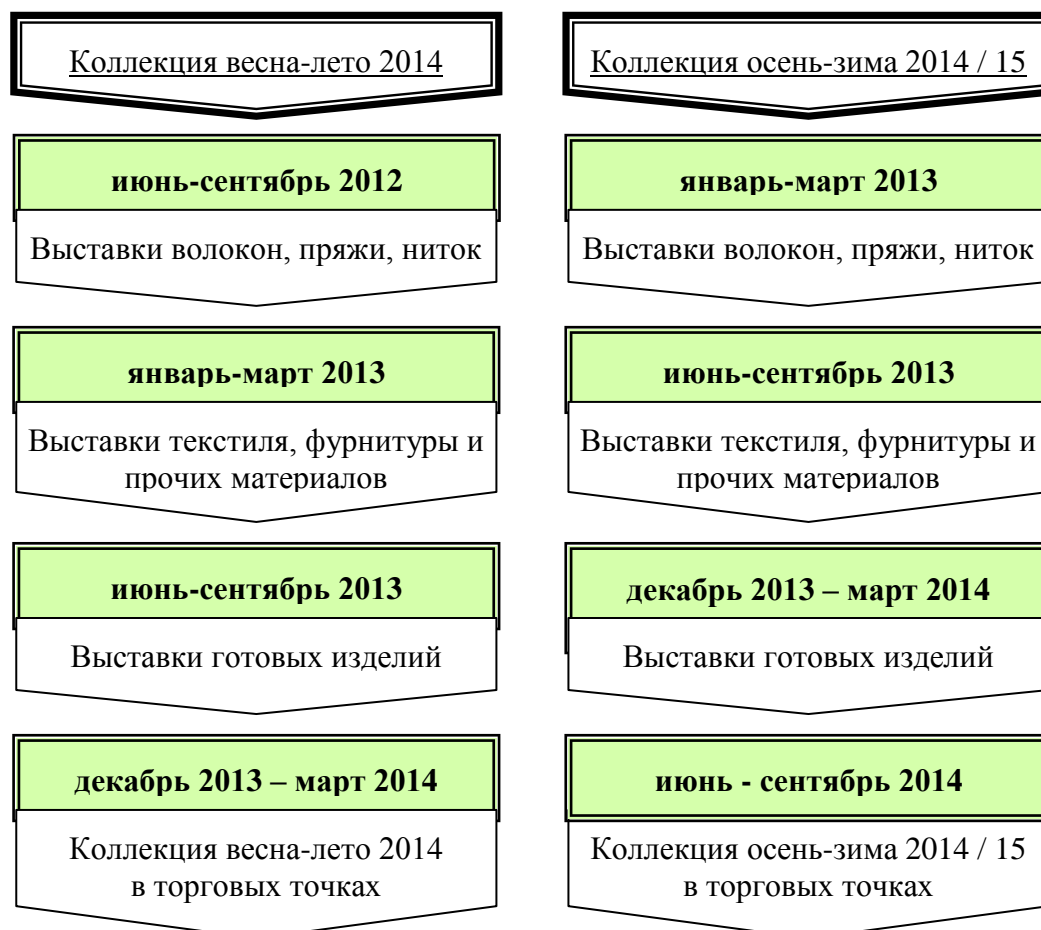 Коллекция весна-лето 2014
июнь-сентябрь 2012
Выставки волокон, пряжи, ниток
январь-март 2013
Выставки текстиля, фурнитуры и
прочих материалов
июнь-сентябрь 2013
Выставки готовых изделий
декабрь 2013 – март 2014
Коллекция весна-лето 2014
в торговых точках
Коллекция осень-зима 2014 / 15
январь-март 2013
Выставки волокон, пряжи, ниток
июнь-сентябрь 2013
Выставки текстиля, фурнитуры и
прочих материалов
декабрь 2013 – март 2014
Выставки готовых изделий
июнь - сентябрь 2014
Коллекция осень-зима 2014 / 15
в торговых точках